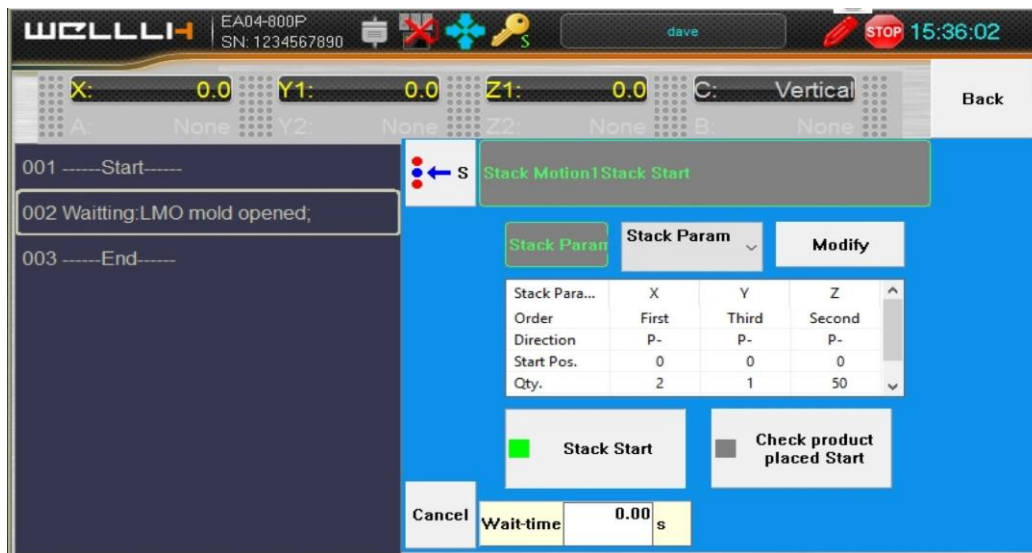 WELLLIH
EA04-800P
SN: 1234567890
S
dave
STOP
15:36:02
X: 0.0 Y1: 0.0 Z1: 0.0 C: Vertical
A: None Y2: None Z2: None B: None
Back
001 ------Start------
002 Waitting:LMO mold opened;
003 ------End------
S
Stack Motion1Stack Start
Stack Param
Stack Param
Modify
Stack Para... X Y Z
Order First Third Second
Direction P- P- P-
Start Pos. 0 0 0
Qty. 2 1 50
Stack Start
Check product
placed Start
Cancel
Wait-time 0.00 s